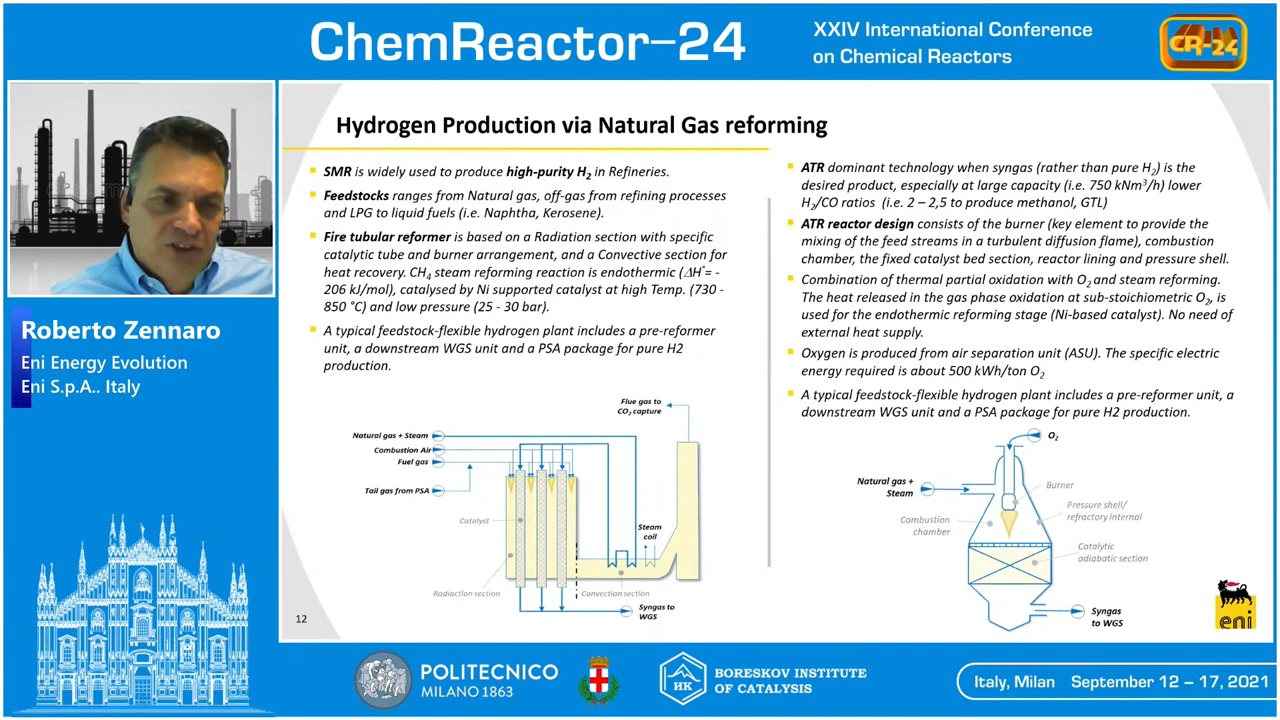 ChemReactor–24
XXIV International Conference
on Chemical Reactors
CR-24
Roberto Zennaro
Eni Energy Evolution
Eni S.p.A.. Italy
Hydrogen Production via Natural Gas reforming
SMR is widely used to produce high-purity H2 in Refineries.
Feedstocks ranges from Natural gas, off-gas from refining processes
and LPG to liquid fuels (i.e. Naphtha, Kerosene).
Fire tubular reformer is based on a Radiation section with specific
catalytic tube and burner arrangement, and a Convective section for
heat recovery. CH4 steam reforming reaction is endothermic (ΔH°= -
206 kJ/mol), catalysed by Ni supported catalyst at high Temp. (730 -
850 °C) and low pressure (25 - 30 bar).
A typical feedstock-flexible hydrogen plant includes a pre-reformer
unit, a downstream WGS unit and a PSA package for pure H2
production.
Flue gas to
CO2 capture
Natural gas + Steam
Combustion Air
Fuel gas
Tail gas from PSA
Catalyst
Steam
coil
Radiaction section
Convection section
Syngas to
WGS
12
ATR dominant technology when syngas (rather than pure H2) is the
desired product, especially at large capacity (i.e. 750 kNm3/h) lower
H2/CO ratios (i.e. 2 – 2,5 to produce methanol, GTL)
ATR reactor design consists of the burner (key element to provide the
mixing of the feed streams in a turbulent diffusion flame), combustion
chamber, the fixed catalyst bed section, reactor lining and pressure shell.
Combination of thermal partial oxidation with O2 and steam reforming.
The heat released in the gas phase oxidation at sub-stoichiometric O2, is
used for the endothermic reforming stage (Ni-based catalyst). No need of
external heat supply.
Oxygen is produced from air separation unit (ASU). The specific electric
energy required is about 500 kWh/ton O2
A typical feedstock-flexible hydrogen plant includes a pre-reformer unit, a
downstream WGS unit and a PSA package for pure H2 production.
O2
Natural gas +
Steam
Burner
Pressure shell/
refractory internal
Combustion
chamber
Catalytic
adiabatic section
Syngas
to WGS
eni
POLITECNICO
MILANO 1863
HK
BORESKOV INSTITUTE
OF CATALYSIS
Italy, Milan September 12 – 17, 2021